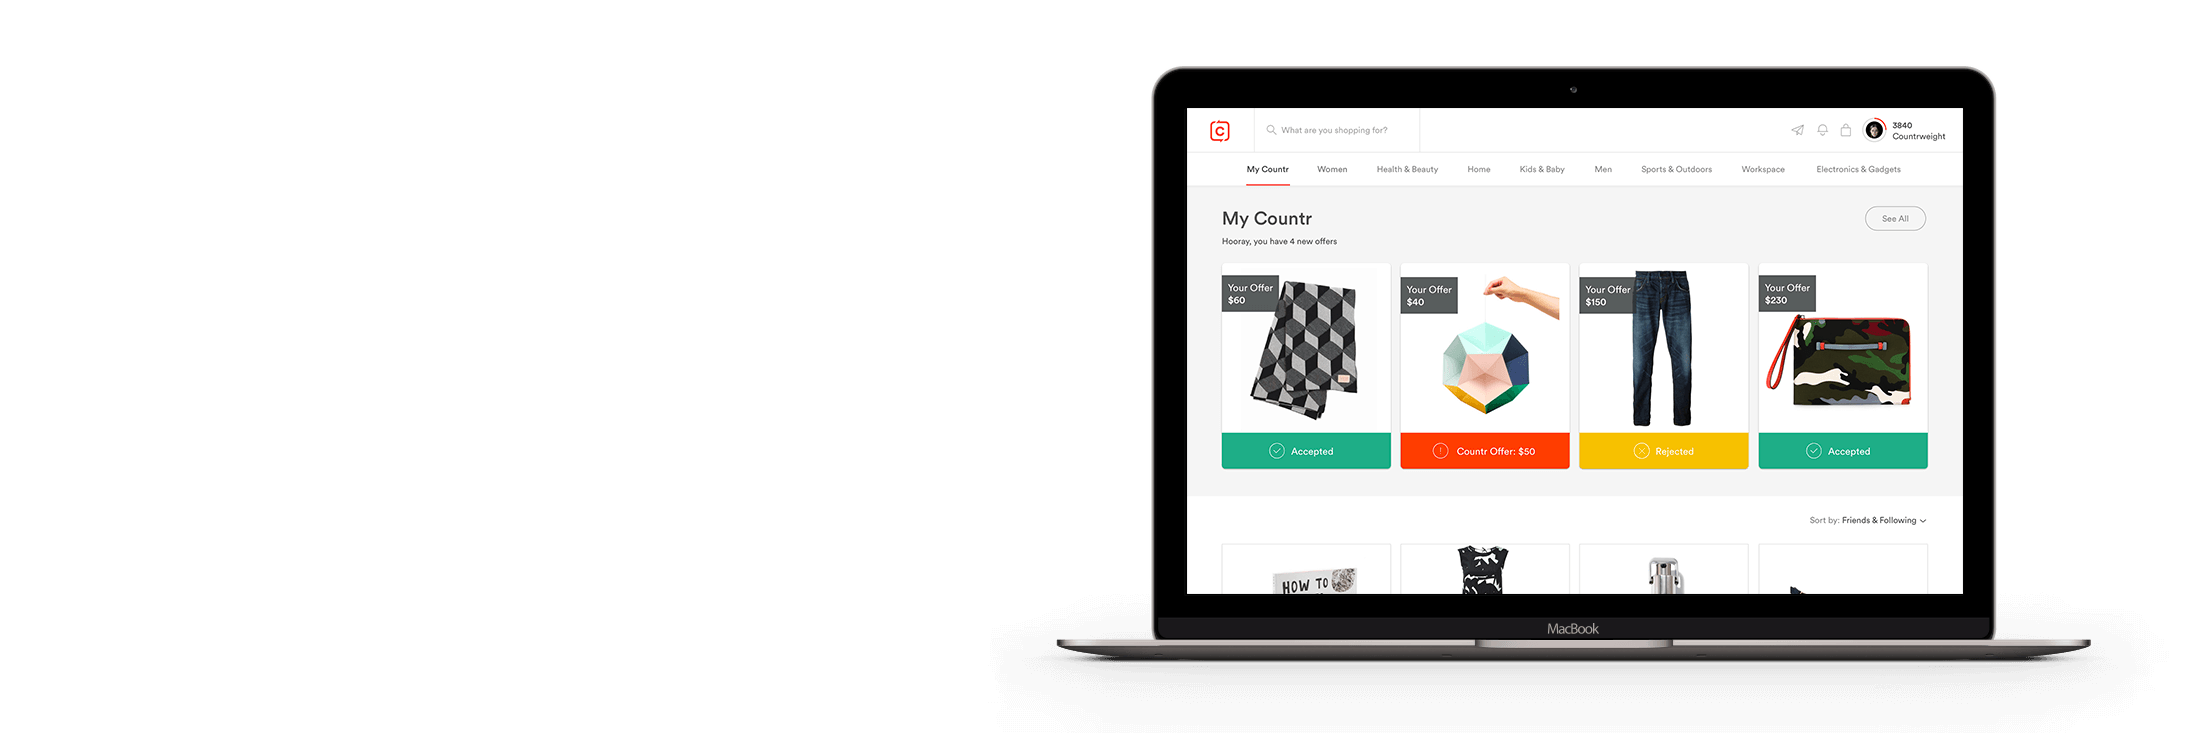 C
What are you shopping for?
3840
Countrweight
My Countr
Women
Health & Beauty
Home
Kids & Baby
Men
Sports & Outdoors
Workspace
Electronics & Gadgets
My Countr
See All
Hooray, you have 4 new offers
Your Offer
$60
Your Offer
$40
Your Offer
$150
Your Offer
$230
Accepted
Countr Offer: $50
Rejected
Accepted
Sort by: Friends & Following
HOW TO
MacBook